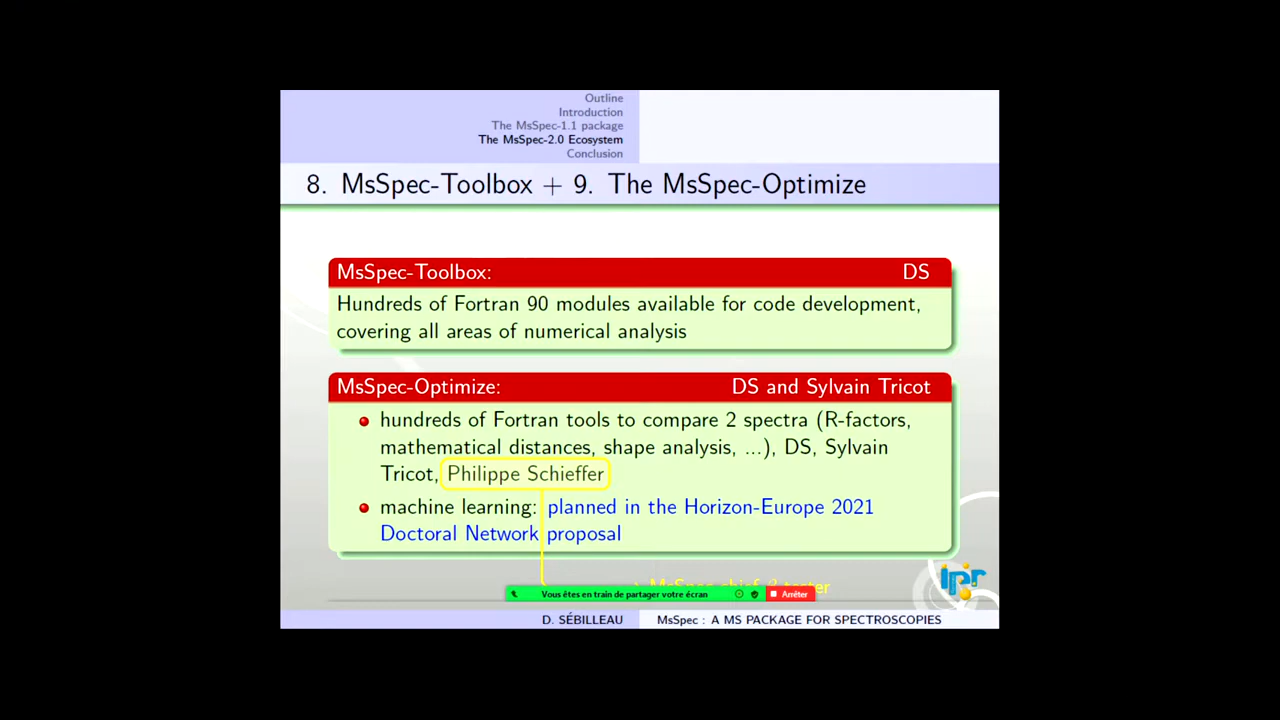 Outline
Introduction
The MsSpec-1.1 package
The MsSpec-2.0 Ecosystem
Conclusion
8. MsSpec-Toolbox + 9. The MsSpec-Optimize
MsSpec-Toolbox: DS
Hundreds of Fortran 90 modules available for code development,
covering all areas of numerical analysis
MsSpec-Optimize: DS and Sylvain Tricot
hundreds of Fortran tools to compare 2 spectra (R-factors,
mathematical distances, shape analysis, ...), DS, Sylvain
Tricot, Philippe Schieffer
machine learning: planned in the Horizon-Europe 2021
Doctoral Network proposal
MsSpec chief β tester
Vous êtes en train de partager votre écran Arrêter
ipr
D. SÉBILLEAU MsSpec : A MS PACKAGE FOR SPECTROSCOPIES